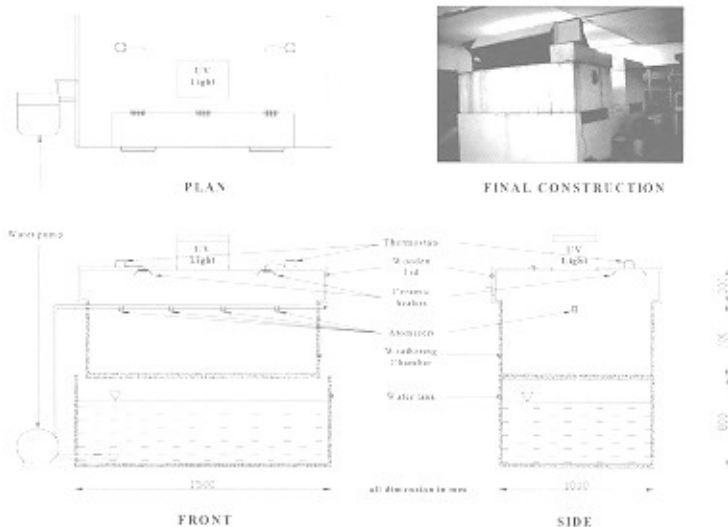 UV
Light
PLAN
FINAL CONSTRUCTION
Water pump
UV
Light
Thermostats
Wooden
Lid
Ceramic
heaters
Atomisers
Weathering
Chamber
Water tank
UV
Light
all dimension in mm
FRONT
SIDE